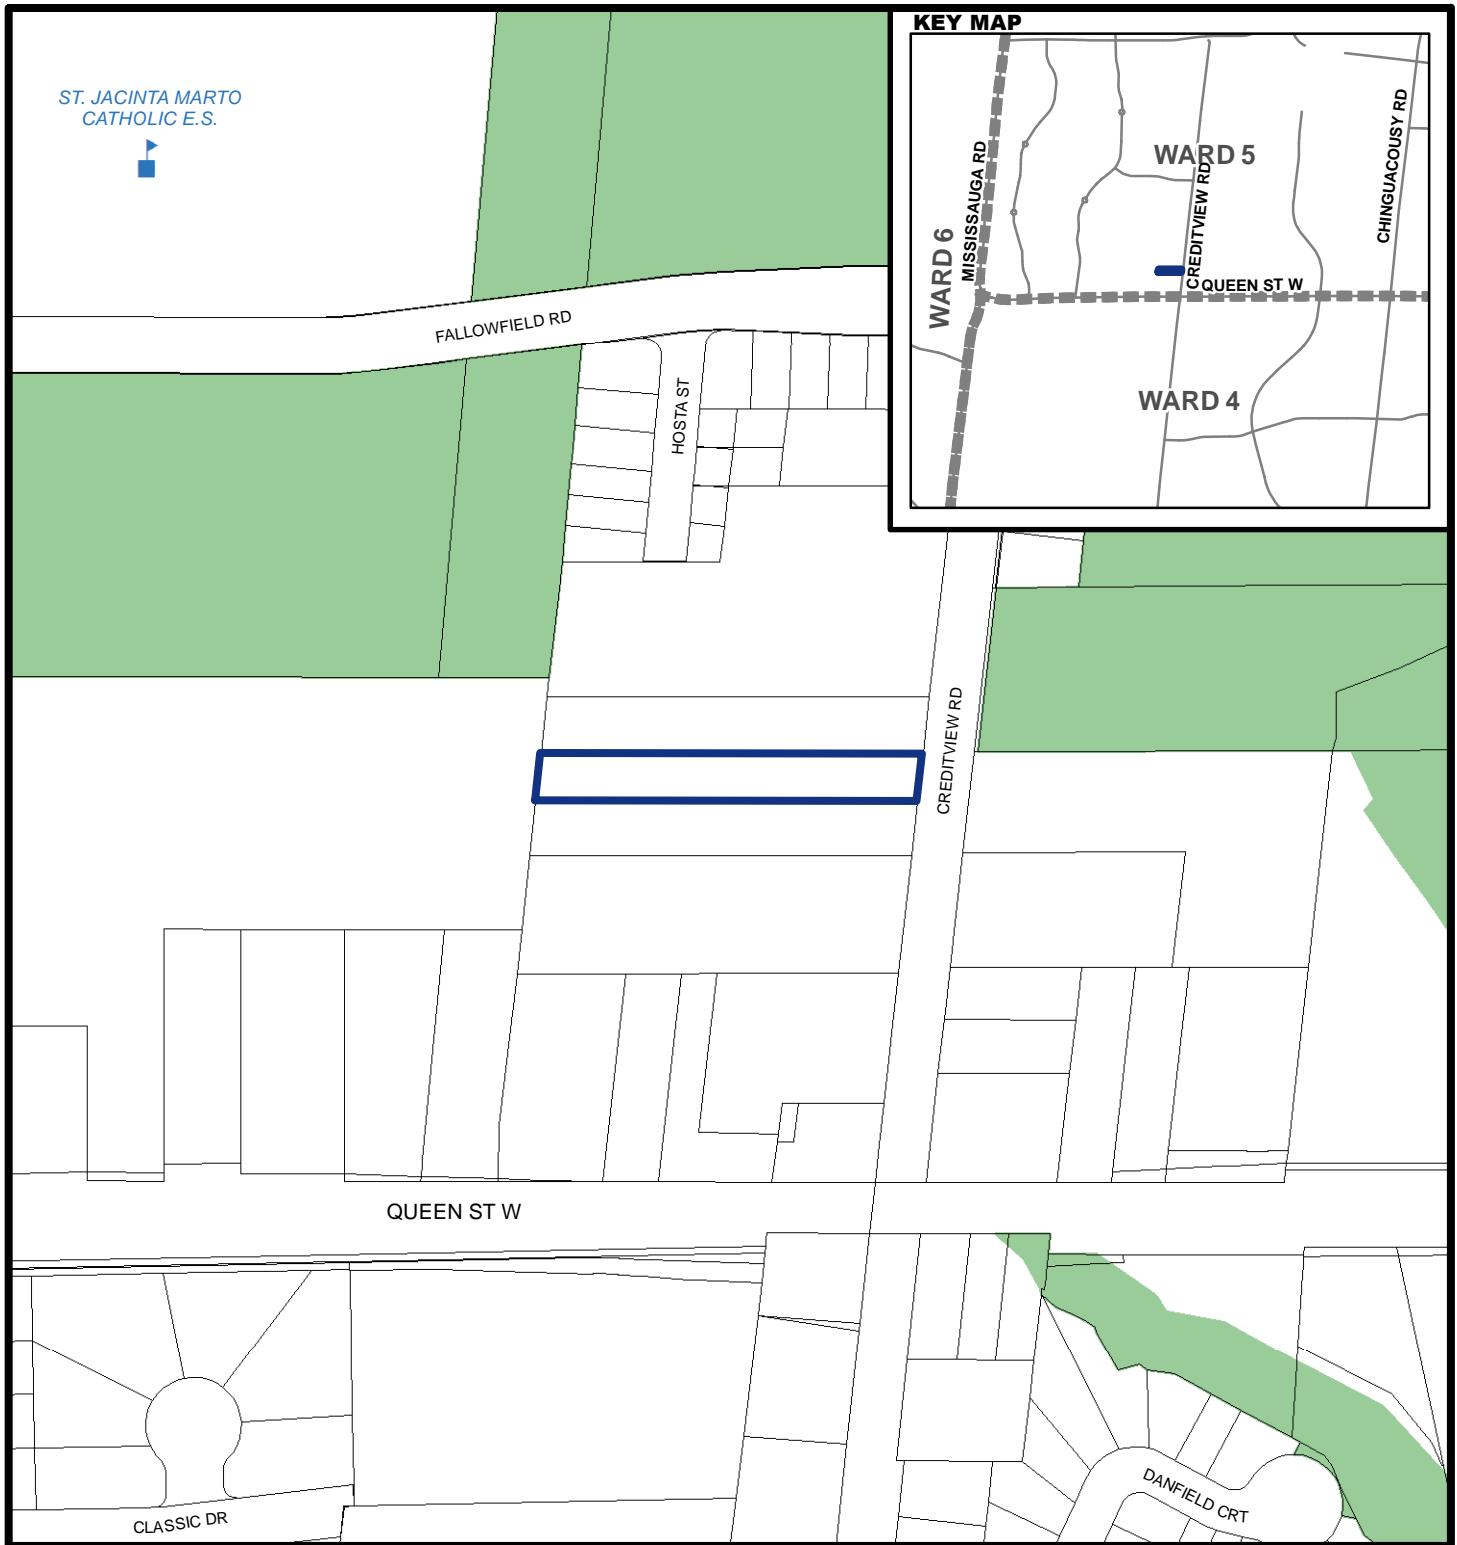 KEY MAP
ST. JACINTA MARTO
CATHOLIC E.S.
WARD 5
WARD 6
WARD 4
MISSISSAUGA RD
CREDITVIEW RD
CHINGUACOUSY RD
QUEEN ST W
FALLOWFIELD RD
HOSTA ST
CREDITVIEW RD
QUEEN ST W
CLASSIC DR
DANFIELD CRT